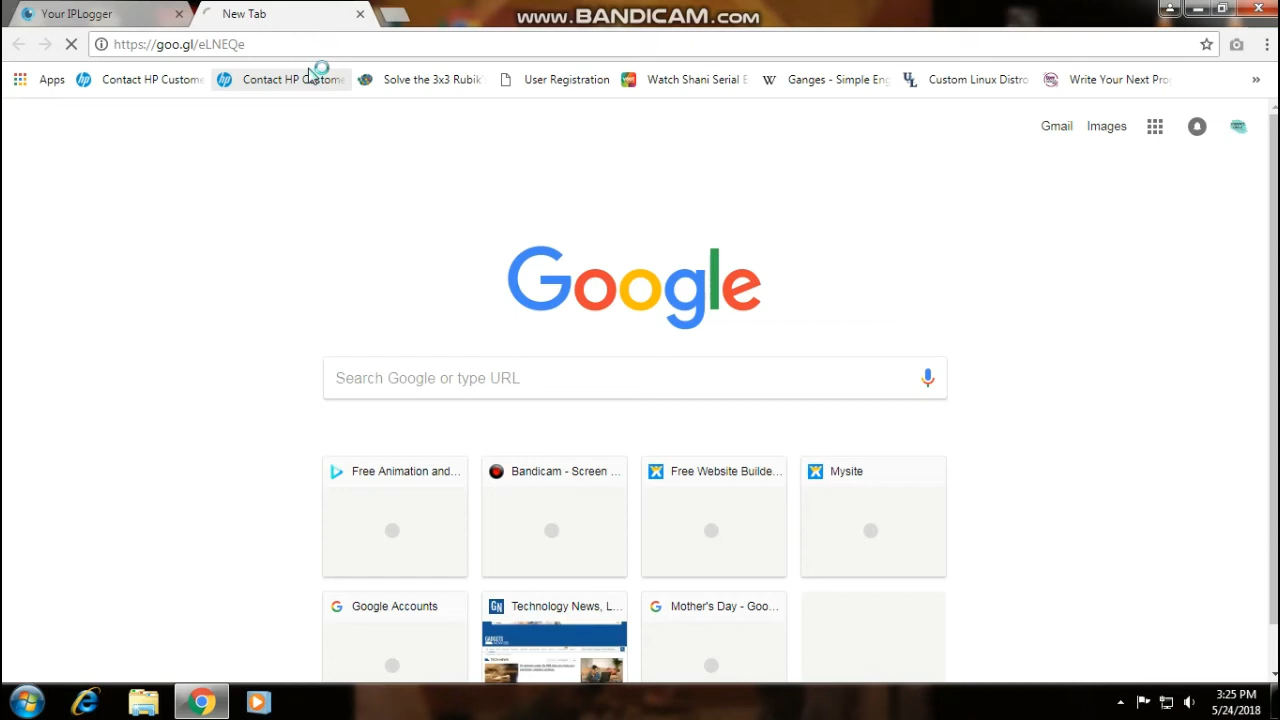 Your IPLogger
New Tab
www.BANDICAM.com
https://goo.gl/eLNEQe
Apps
Contact HP Custome
Contact HP Custome
Solve the 3x3 Rubik'
User Registration
Watch Shani Serial E
Ganges - Simple Eng
Custom Linux Distro
Write Your Next Pro
Gmail
Images
Google
Search Google or type URL
Free Animation and...
Bandicam - Screen ...
Free Website Builde...
Mysite
Google Accounts
Technology News, L...
Mother's Day - Goo...
3:25 PM
5/24/2018